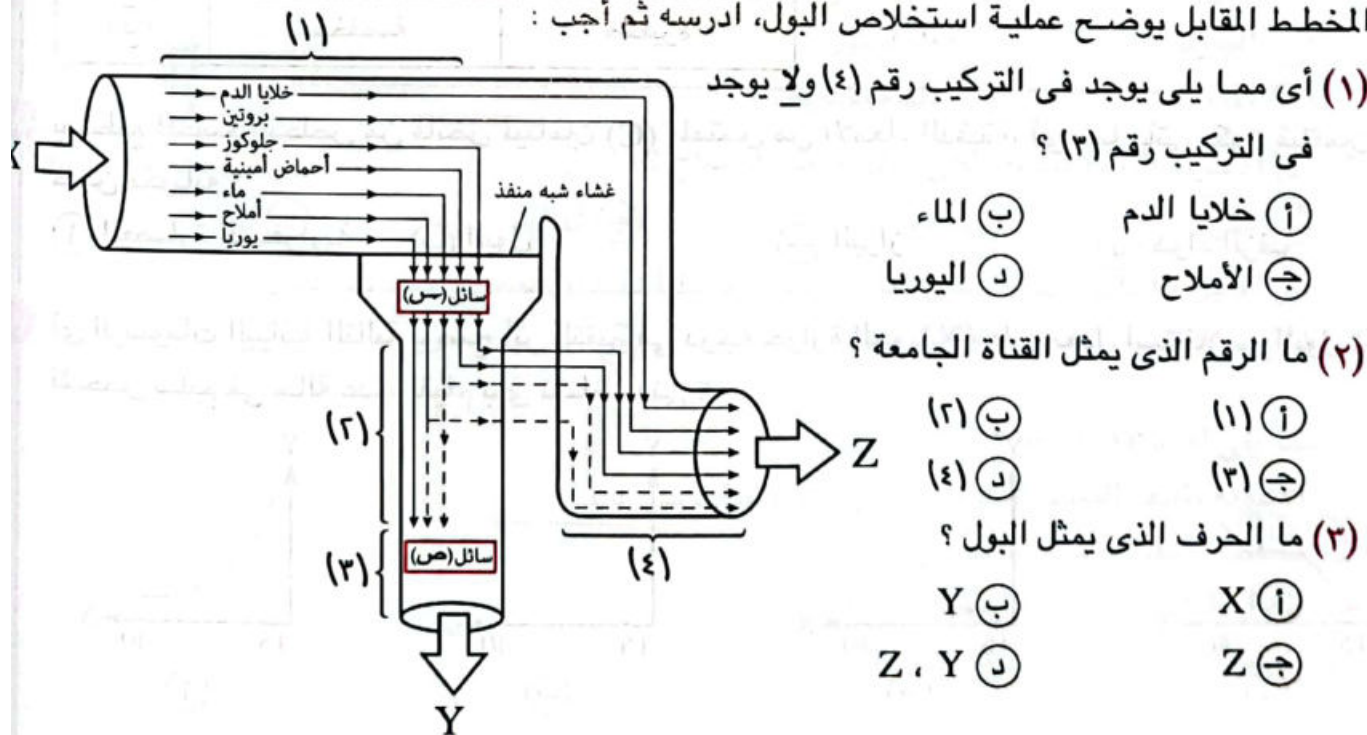 المخطط المقابل يوضح عملية استخلاص البول، ادرسه ثم أجب :
(١) أى مما يلى يوجد فى التركيب رقم (٤) ولا يوجد
فى التركيب رقم (٣) ؟
أ خلايا الدم
ب الماء
ج الأملاح
د اليوريا
(٢) ما الرقم الذى يمثل القناة الجامعة ؟
أ (١)
ب (٢)
ج (٣)
د (٤)
(٣) ما الحرف الذى يمثل البول ؟
أ X
ب Y
ج Z
د Z ، Y
(١)
خلايا الدم
بروتين
جلوكوز
أحماض أمينية
ماء
أملاح
يوريا
غشاء شبه منفذ
سائل (س)
(٢)
Z
سائل (ص)
(٣)
(٤)
Y